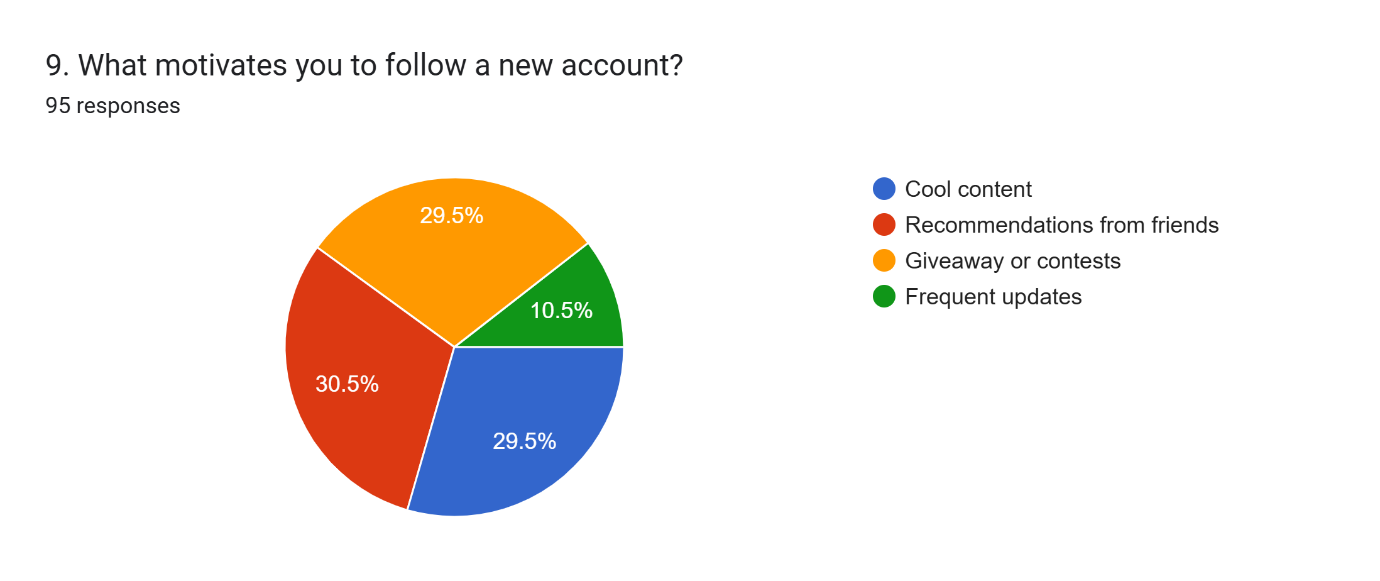 9. What motivates you to follow a new account?
95 responses
29.5%
10.5%
30.5%
29.5%
Cool content
Recommendations from friends
Giveaway or contests
Frequent updates